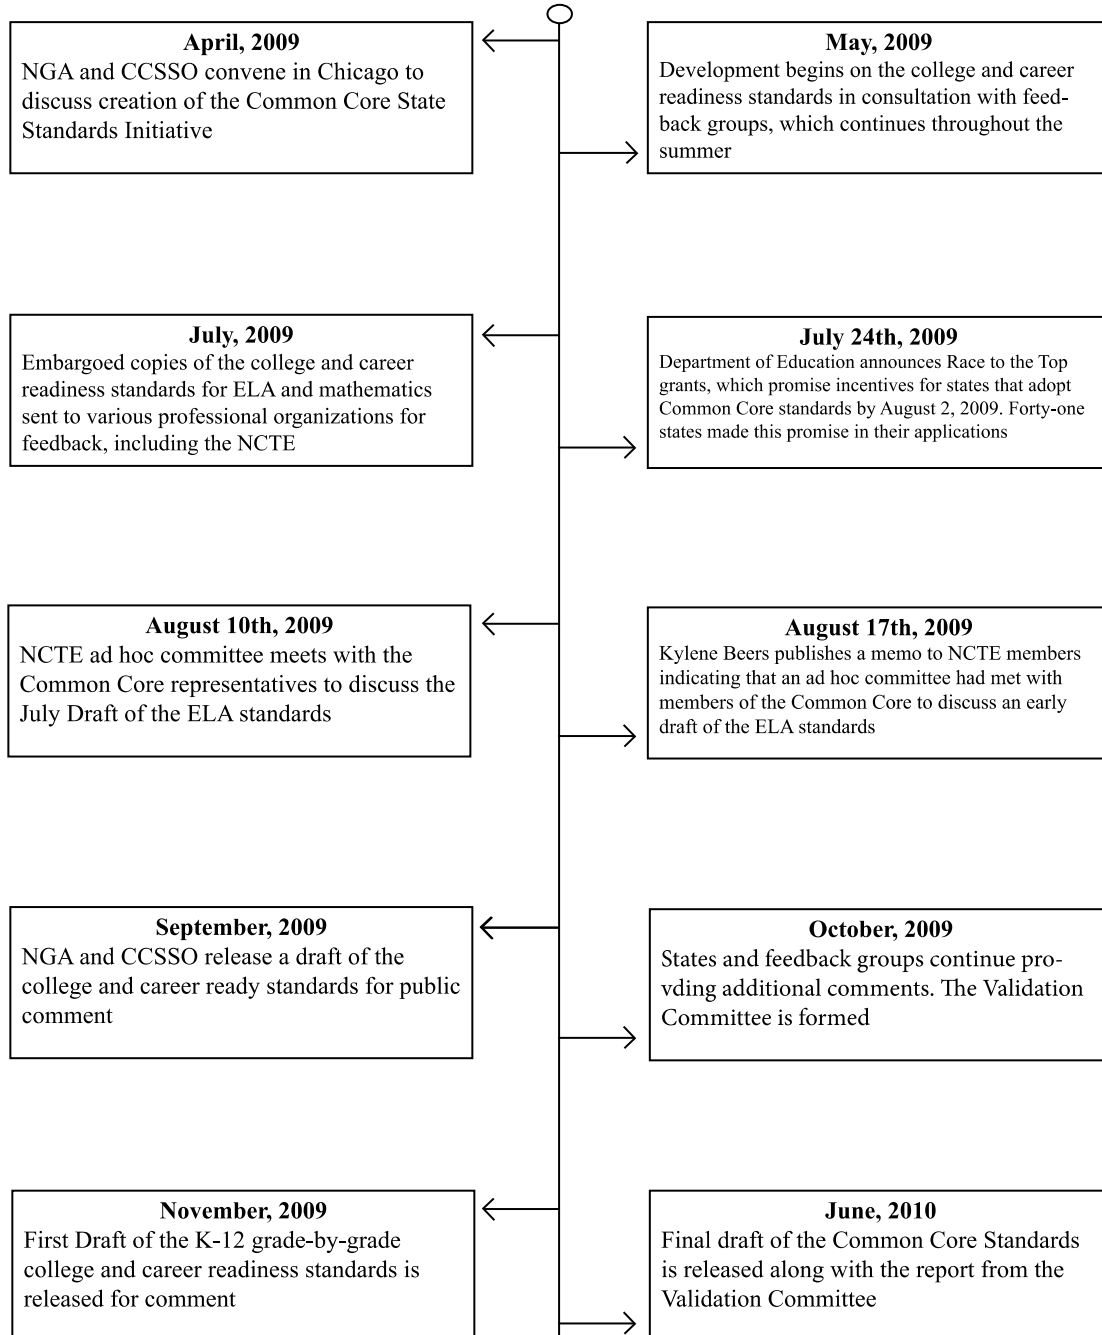 April, 2009
NGA and CCSSO convene in Chicago to
discuss creation of the Common Core State
Standards Initiative
May, 2009
Development begins on the college and career
readiness standards in consultation with feed-
back groups, which continues throughout the
summer
July, 2009
Embargoed copies of the college and career
readiness standards for ELA and mathematics
sent to various professional organizations for
feedback, including the NCTE
July 24th, 2009
Department of Education announces Race to the Top
grants, which promise incentives for states that adopt
Common Core standards by August 2, 2009. Forty-one
states made this promise in their applications
August 10th, 2009
NCTE ad hoc committee meets with the
Common Core representatives to discuss the
July Draft of the ELA standards
August 17th, 2009
Kylene Beers publishes a memo to NCTE members
indicating that an ad hoc committee had met with
members of the Common Core to discuss an early
draft of the ELA standards
September, 2009
NGA and CCSSO release a draft of the
college and career ready standards for public
comment
October, 2009
States and feedback groups continue pro-
vding additional comments. The Validation
Committee is formed
November, 2009
First Draft of the K-12 grade-by-grade
college and career readiness standards is
released for comment
June, 2010
Final draft of the Common Core Standards
is released along with the report from the
Validation Committee